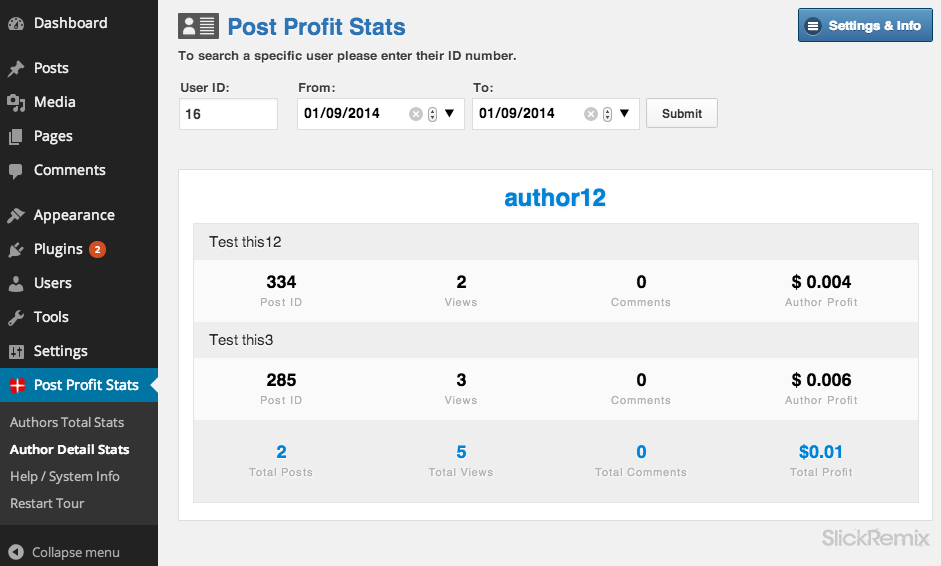 Dashboard
Posts
Media
Pages
Comments
Appearance
Plugins 2
Users
Tools
Settings
Post Profit Stats
Authors Total Stats
Author Detail Stats
Help / System Info
Restart Tour
Collapse menu
Post Profit Stats
Settings & Info
To search a specific user please enter their ID number.
User ID: From: To:
16 01/09/2014 01/09/2014 Submit
author12
Test this12
334 2 0 $ 0.004
Post ID Views Comments Author Profit
Test this3
285 3 0 $ 0.006
Post ID Views Comments Author Profit
2 5 0 $0.01
Total Posts Total Views Total Comments Total Profit
SlickRemix